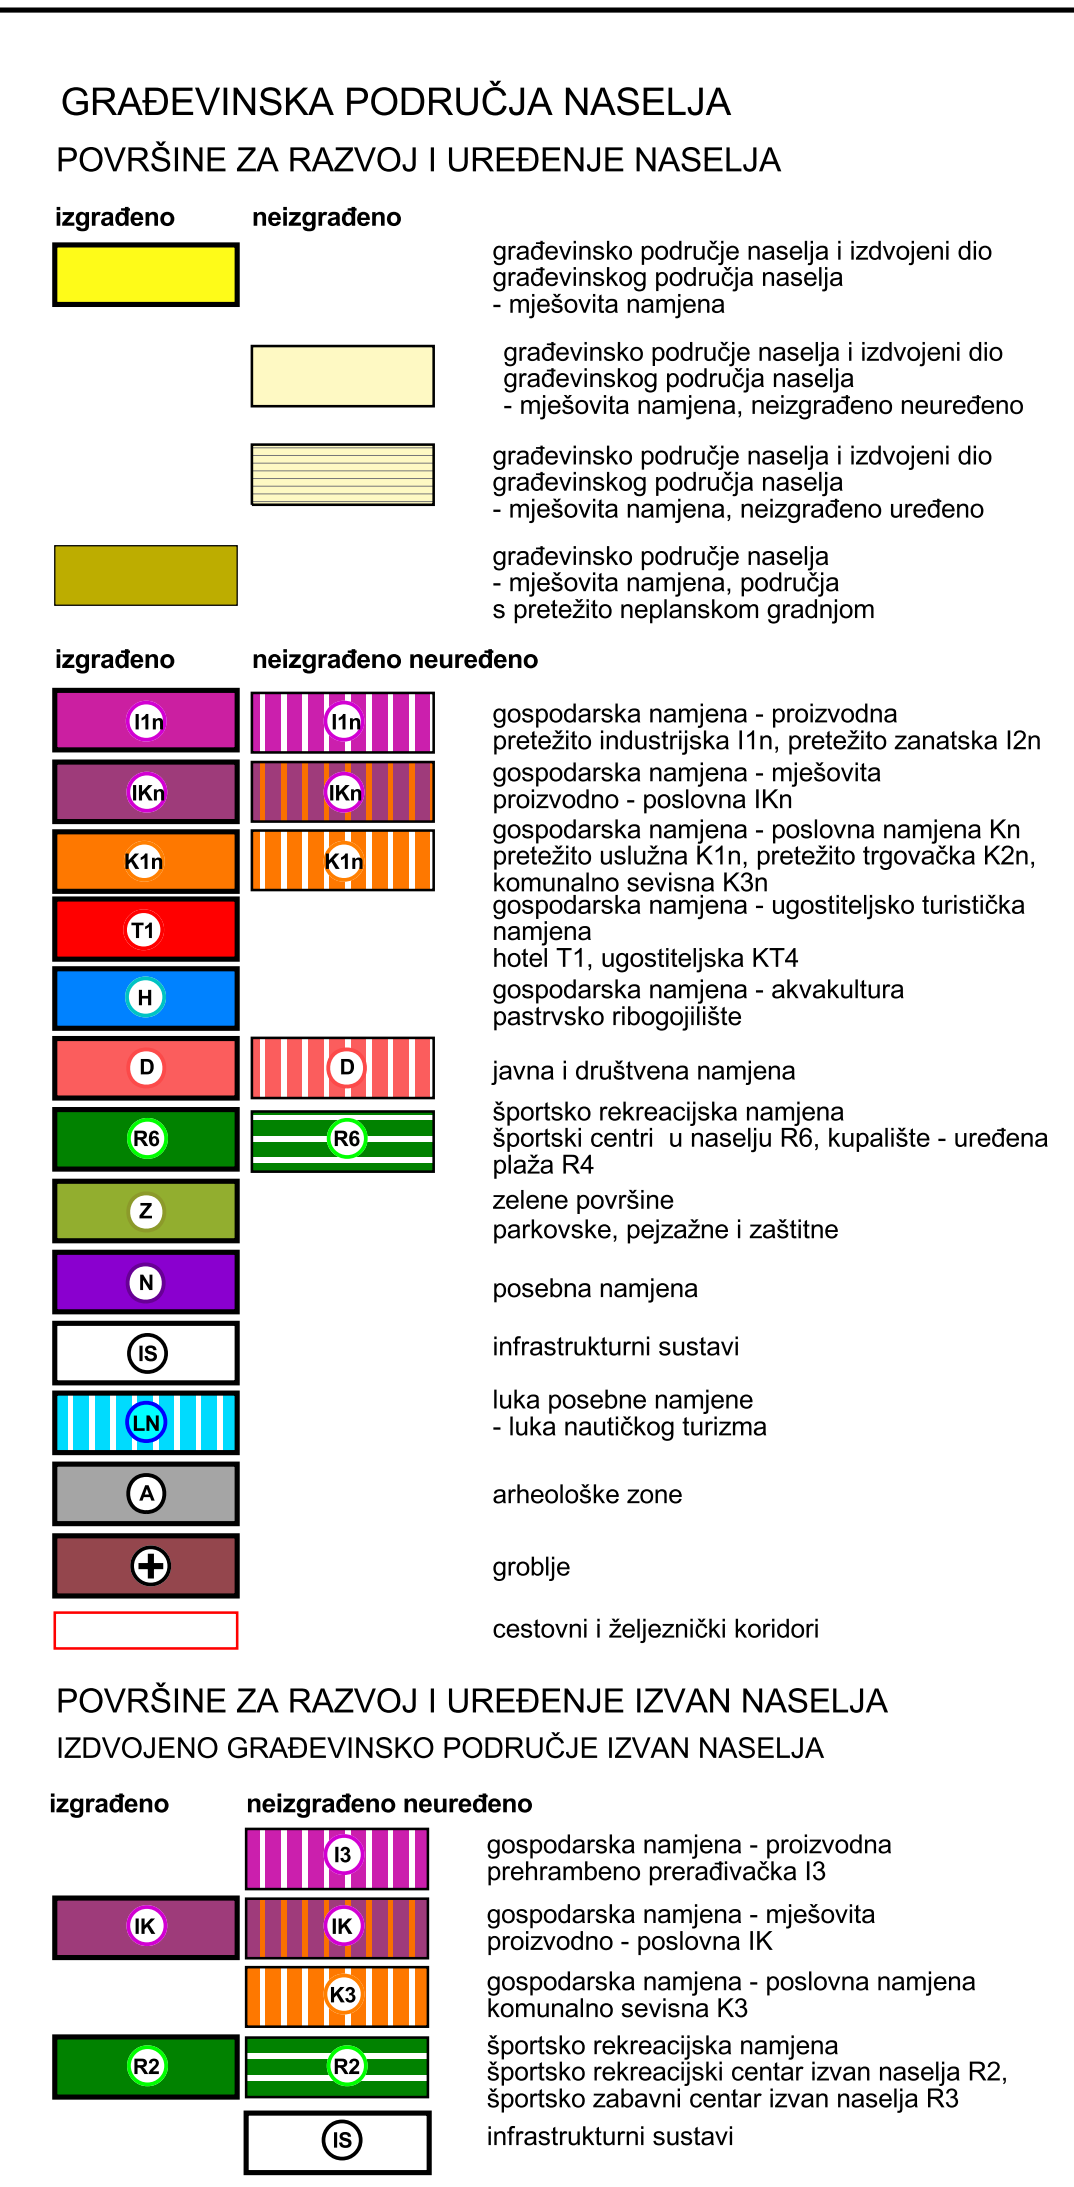 GRAĐEVINSKA PODRUČJA NASELJA
POVRŠINE ZA RAZVOJ I UREĐENJE NASELJA
izgrađeno neizgrađeno
građevinsko područje naselja i izdvojeni dio
građevinskog područja naselja
- mješovita namjena
građevinsko područje naselja i izdvojeni dio
građevinskog područja naselja
- mješovita namjena, neizgrađeno neuređeno
građevinsko područje naselja i izdvojeni dio
građevinskog područja naselja
- mješovita namjena, neizgrađeno uređeno
građevinsko područje naselja
- mješovita namjena, područja
s pretežito neplanskom gradnjom
izgrađeno neizgrađeno neuređeno
I1n I1n gospodarska namjena - proizvodna
pretežito industrijska I1n, pretežito zanatska I2n
IKn IKn gospodarska namjena - mješovita
proizvodno - poslovna IKn
K1n K1n gospodarska namjena - poslovna namjena Kn
pretežito uslužna K1n, pretežito trgovačka K2n,
komunalno sevisna K3n
T1 gospodarska namjena - ugostiteljsko turistička
namjena
hotel T1, ugostiteljska KT4
H gospodarska namjena - akvakultura
pastrvsko ribogojilište
D D javna i društvena namjena
R6 R6 športsko rekreacijska namjena
športski centri u naselju R6, kupalište - uređena
plaža R4
Z zelene površine
parkovske, pejzažne i zaštitne
N posebna namjena
IS infrastrukturni sustavi
LN luka posebne namjene
- luka nautičkog turizma
A arheološke zone
groblje
cestovni i željeznički koridori
POVRŠINE ZA RAZVOJ I UREĐENJE IZVAN NASELJA
IZDVOJENO GRAĐEVINSKO PODRUČJE IZVAN NASELJA
izgrađeno neizgrađeno neuređeno
I3 gospodarska namjena - proizvodna
prehrambeno prerađivačka I3
IK IK gospodarska namjena - mješovita
proizvodno - poslovna IK
K3 gospodarska namjena - poslovna namjena
komunalno sevisna K3
R2 R2 športsko rekreacijska namjena
športsko rekreacijski centar izvan naselja R2,
športsko zabavni centar izvan naselja R3
IS infrastrukturni sustavi